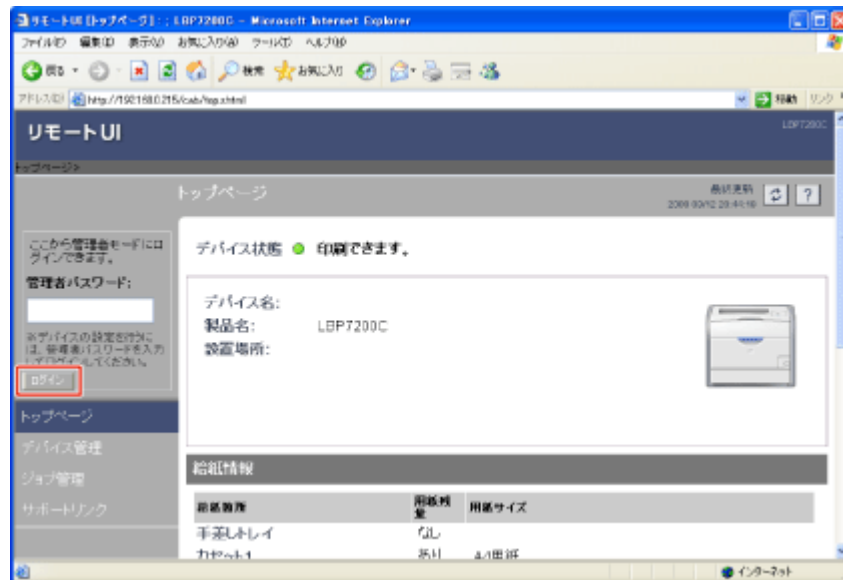 リモートUI [トップページ] : ; LBP7200C - Microsoft Internet Explorer
ファイル(F) 編集(E) 表示(V) お気に入り(A) ツール(T) ヘルプ(H)
戻る 検索 お気に入り
アドレス(D) http://192.168.0.215/cab/top.shtml 移動 リンク
リモートUI LBP7200C
トップページ>
トップページ 最終更新
ここから管理者モードにロ
グインできます。
管理者パスワード:
※デバイスの設定を行うに
は、管理者パスワードを入力
してログインしてください。
ログイン
トップページ
デバイス管理
ジョブ管理
サポートリンク
デバイス状態 印刷できます。
デバイス名:
製品名: LBP7200C
設置場所:
給紙情報
給紙箇所 用紙残量 用紙サイズ
手差しトレイ なし
カセット1 あり A4用紙
インターネット